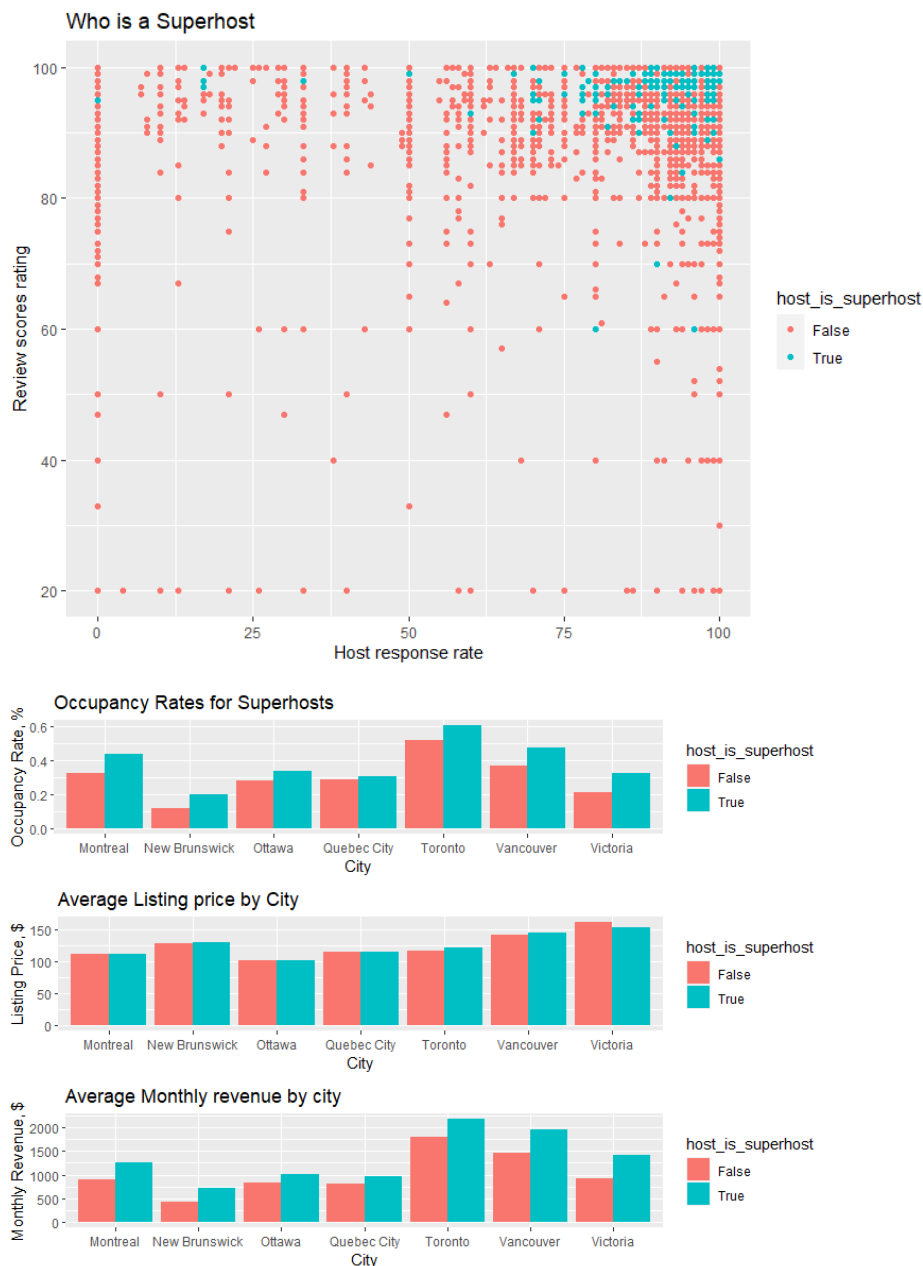 Who is a Superhost
100
80
60
40
20
Review scores rating
0 25 50 75 100
Host response rate
host_is_superhost
False
True
Occupancy Rates for Superhosts
0.6
0.4
0.2
0.0
Occupancy Rate, %
Montreal New Brunswick Ottawa Quebec City Toronto Vancouver Victoria
City
host_is_superhost
False
True
Average Listing price by City
150
100
50
0
Listing Price, $
Montreal New Brunswick Ottawa Quebec City Toronto Vancouver Victoria
City
host_is_superhost
False
True
Average Monthly revenue by city
2000
1500
1000
500
0
Monthly Revenue, $
Montreal New Brunswick Ottawa Quebec City Toronto Vancouver Victoria
City
host_is_superhost
False
True